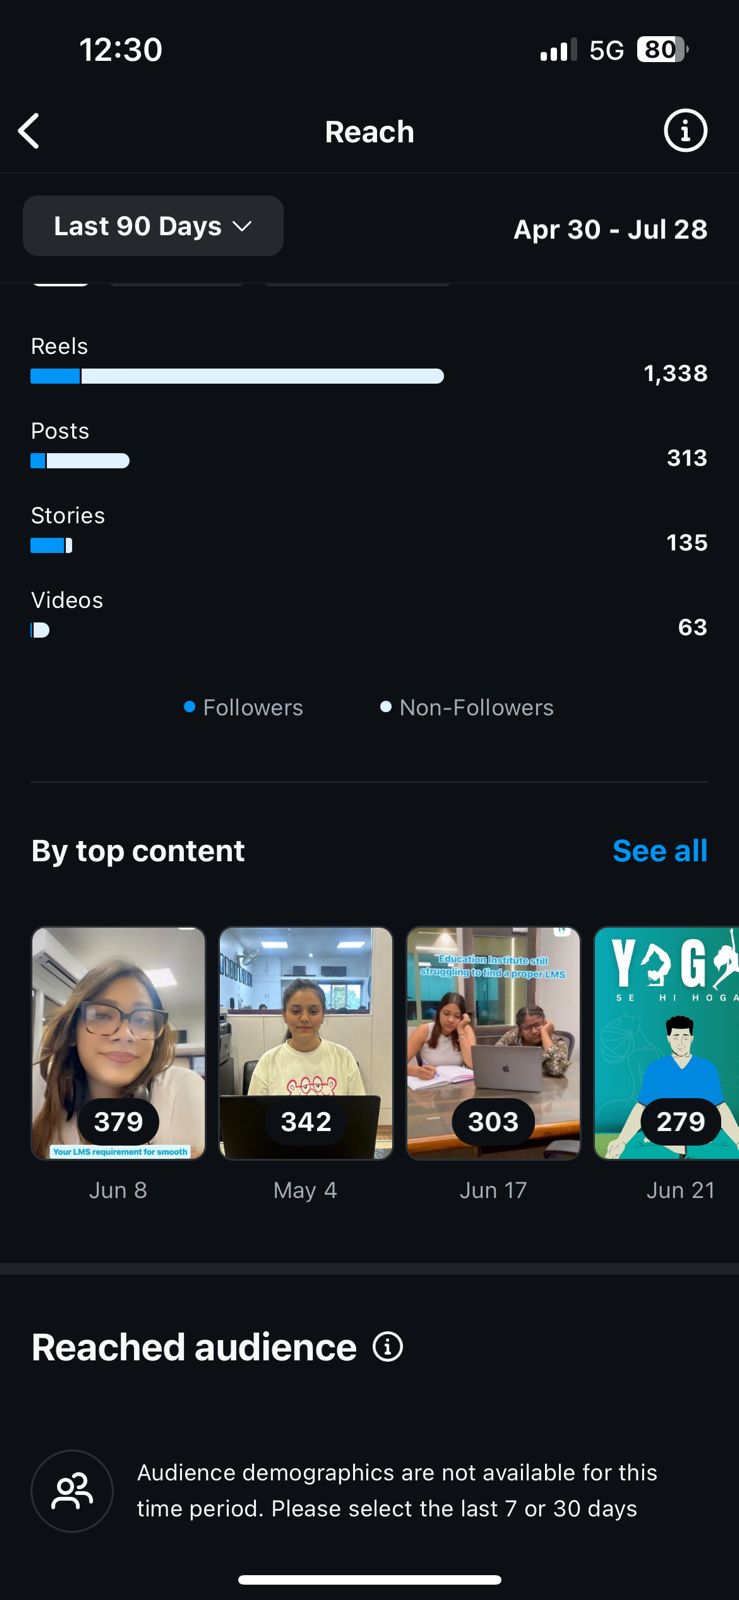 12:30
5G
80
Reach
Last 90 Days
Apr 30 - Jul 28
Reels
1,338
Posts
313
Stories
135
Videos
63
Followers
Non-Followers
By top content
See all
Education Institute still
struggling to find a proper LMS
YOGA
SE HI HOGA
379
342
303
279
Your LMS requirement for smooth
Jun 8
May 4
Jun 17
Jun 21
Reached audience
Audience demographics are not available for this
time period. Please select the last 7 or 30 days